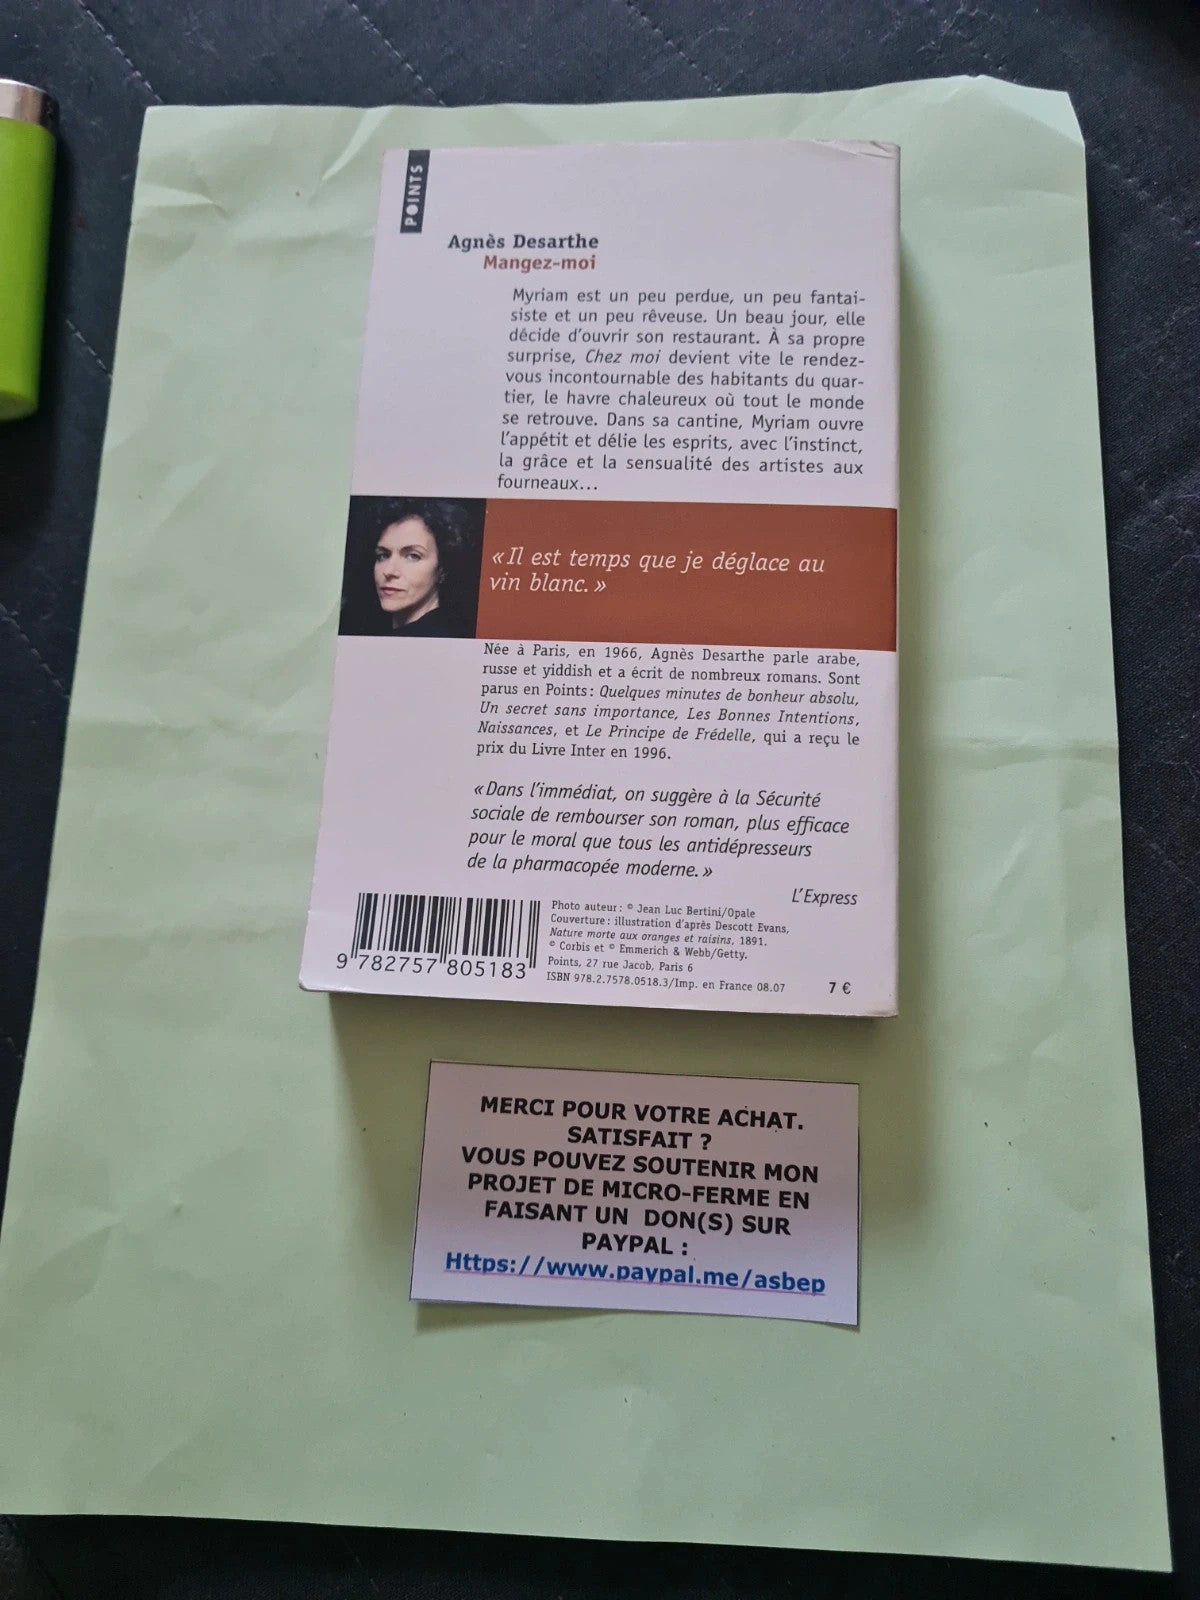 POINTS
Agnès Desarthe
Mangez-moi
Myriam est un peu perdue, un peu fantai-
siste et un peu rêveuse. Un beau jour, elle
décide d'ouvrir son restaurant. À sa propre
surprise, Chez moi devient vite le rendez-
vous incontournable des habitants du quar-
tier, le havre chaleureux où tout le monde
se retrouve. Dans sa cantine, Myriam ouvre
l'appétit et délie les esprits, avec l'instinct,
la grâce et la sensualité des artistes aux
fourneaux...
« Il est temps que je déglace au
vin blanc. »
Née à Paris, en 1966, Agnès Desarthe parle arabe,
russe et yiddish et a écrit de nombreux romans. Sont
parus en Points : Quelques minutes de bonheur absolu,
Un secret sans importance, Les Bonnes Intentions,
Naissances, et Le Principe de Frédelle, qui a reçu le
prix du Livre Inter en 1996.
« Dans l'immédiat, on suggère à la Sécurité
sociale de rembourser son roman, plus efficace
pour le moral que tous les antidépresseurs
de la pharmacopée moderne. »
L'Express
Photo auteur : © Jean Luc Bertini/Opale
Couverture : illustration d'après Descott Evans,
Nature morte aux oranges et raisins, 1891.
© Corbis et © Emmerich & Webb/Getty.
Points, 27 rue Jacob, Paris 6
ISBN 978.2.7578.0518.3/Imp. en France 08.07
7 €
9 782757 805183
MERCI POUR VOTRE ACHAT.
SATISFAIT ?
VOUS POUVEZ SOUTENIR MON
PROJET DE MICRO-FERME EN
FAISANT UN DON(S) SUR
PAYPAL :
Https://www.paypal.me/asbep